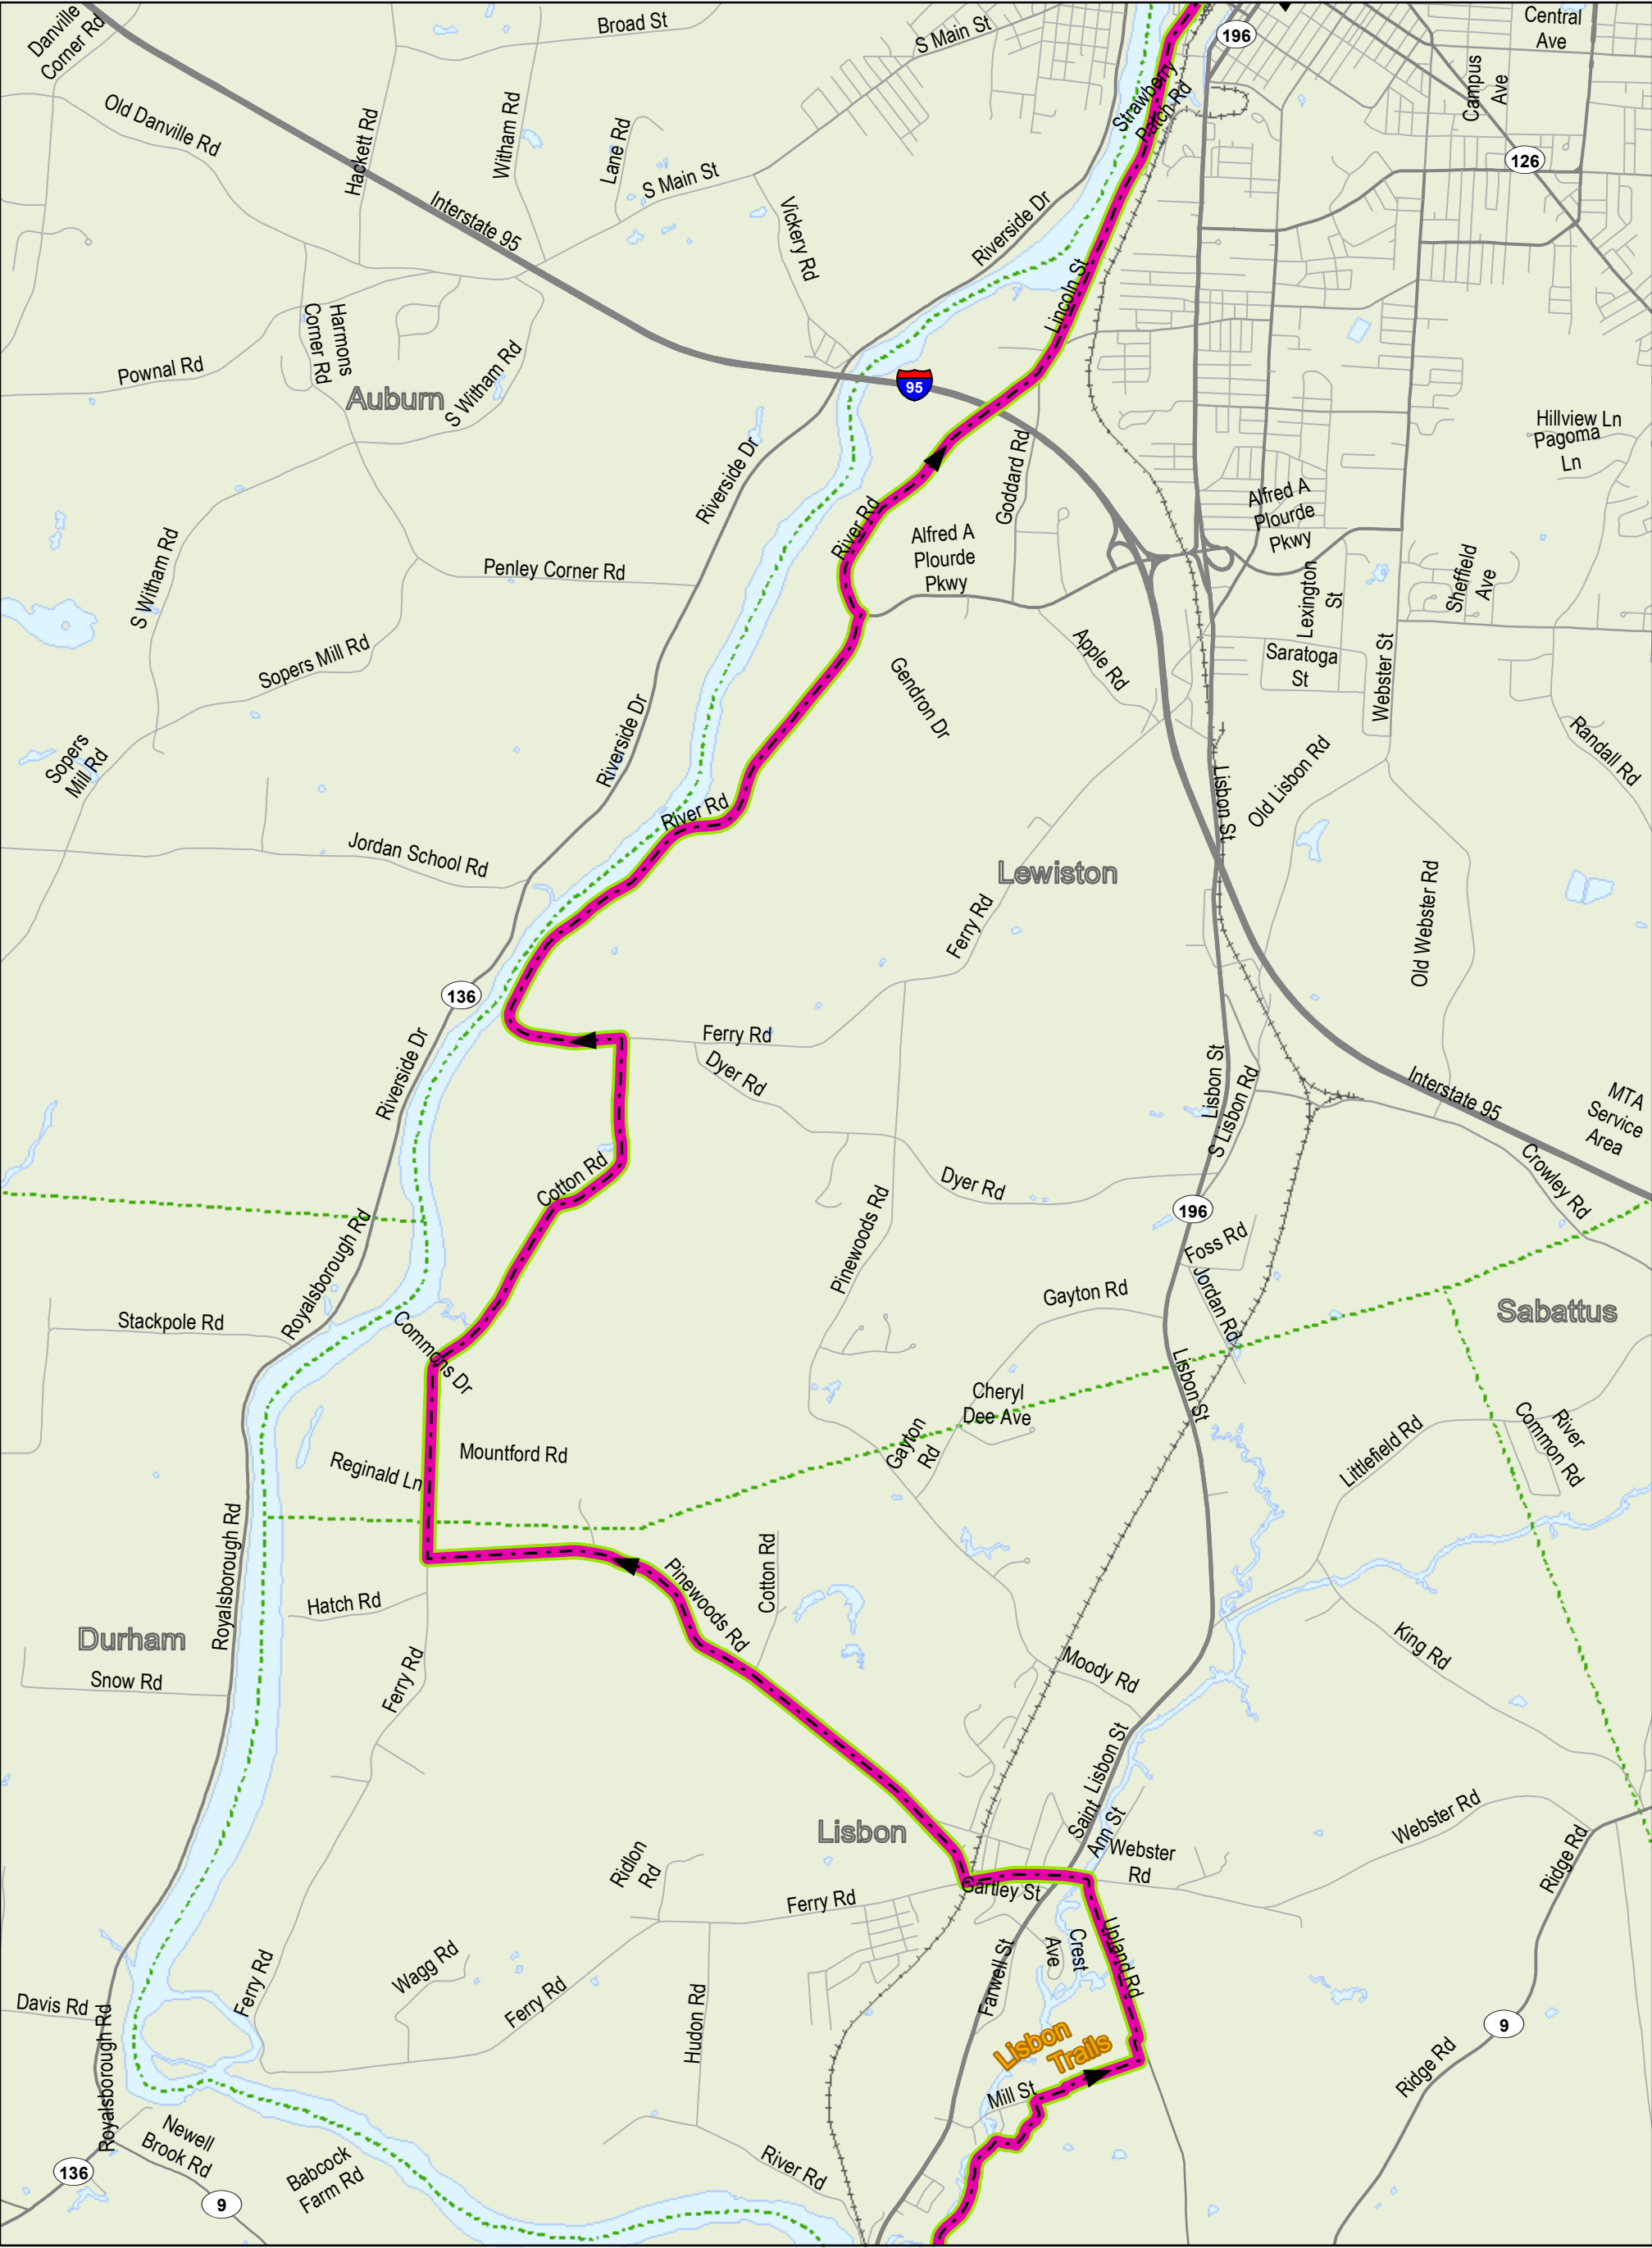 Danville
Corner Rd
Broad St
S Main St
196
Central
Ave
Campus
Ave
Old Danville Rd
Hackett Rd
Witham Rd
Lane Rd
S Main St
Strawberry
Patch Rd
126
Interstate 95
Vickery Rd
Riverside Dr
Lincoln St
Harmons
Corner Rd
Pownal Rd
Auburn
S Witham Rd
95
Hillview Ln
Pagoma
Ln
Riverside Dr
Goddard Rd
River Rd
Alfred A
Plourde
Pkwy
Alfred A
Plourde
Pkwy
S Witham Rd
Penley Corner Rd
Lexington
St
Sheffield
Ave
Sopers Mill Rd
Apple Rd
Saratoga
St
Webster St
Gendron Dr
Sopers
Mill Rd
Riverside Dr
Randall Rd
River Rd
Lisbon St
Old Lisbon Rd
Jordan School Rd
Lewiston
Ferry Rd
Old Webster Rd
136
Riverside Dr
Ferry Rd
Dyer Rd
Lisbon St
S Lisbon Rd
Interstate 95
MTA
Service
Area
Cotton Rd
Dyer Rd
Crowley Rd
Pinewoods Rd
196
Foss Rd
Royalsborough Rd
Stackpole Rd
Gayton Rd
Jordan Rd
Sabattus
Commons Dr
Lisbon St
Cheryl
Dee Ave
Gayton
Rd
Littlefield Rd
River
Common Rd
Mountford Rd
Reginald Ln
Royalsborough Rd
Cotton Rd
Pinewoods Rd
Hatch Rd
Durham
Snow Rd
Ferry Rd
Moody Rd
King Rd
Lisbon St
Saint
Ann St
Lisbon
Webster Rd
Webster
Rd
Ridge Rd
Ridlon
Rd
Ferry Rd
Gartley St
Upland Rd
Crest
Ave
Farwell St
Wagg Rd
Ferry Rd
Ferry Rd
Hudon Rd
Davis Rd
Royalsborough Rd
9
Lisbon
Trails
Ridge Rd
Mill St
Newell
Brook Rd
River Rd
Babcock
Farm Rd
136
9